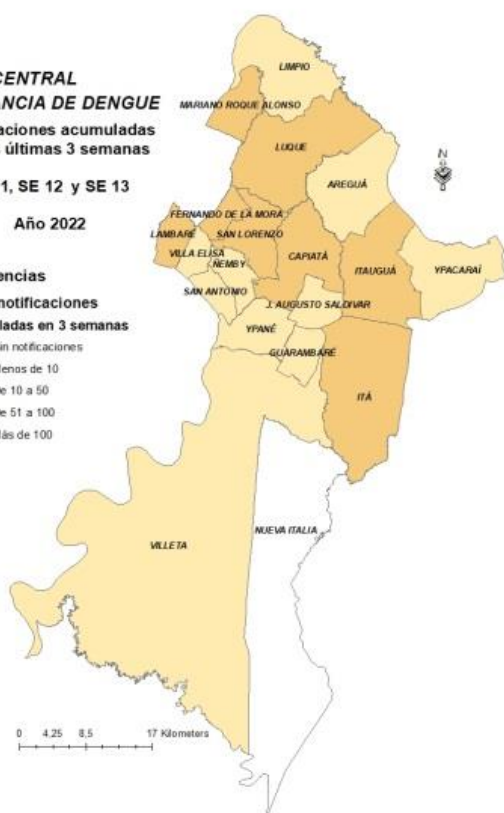 CENTRAL
ANCIA DE DENGUE
aciones acumuladas
s últimas 3 semanas
1, SE 12 y SE 13
Año 2022
encias
notificaciones
ladas en 3 semanas
in notificaciones
enos de 10
e 10 a 50
e 51 a 100
ás de 100
N
LIMPIO
MARIANO ROQUE ALONSO
LUQUE
AREGUÁ
FERNANDO DE LA MORA
LAMBARÉ
SAN LORENZO
VILLA ELISA
ÑEMBY
CAPIATÁ
ITAUGUÁ
YPACARAÍ
SAN ANTONIO
J. AUGUSTO SALDIVAR
YPANÉ
GUARAMBARÉ
ITÁ
NUEVA ITALIA
VILLETA
0 4,25 8,5 17 Kilometers